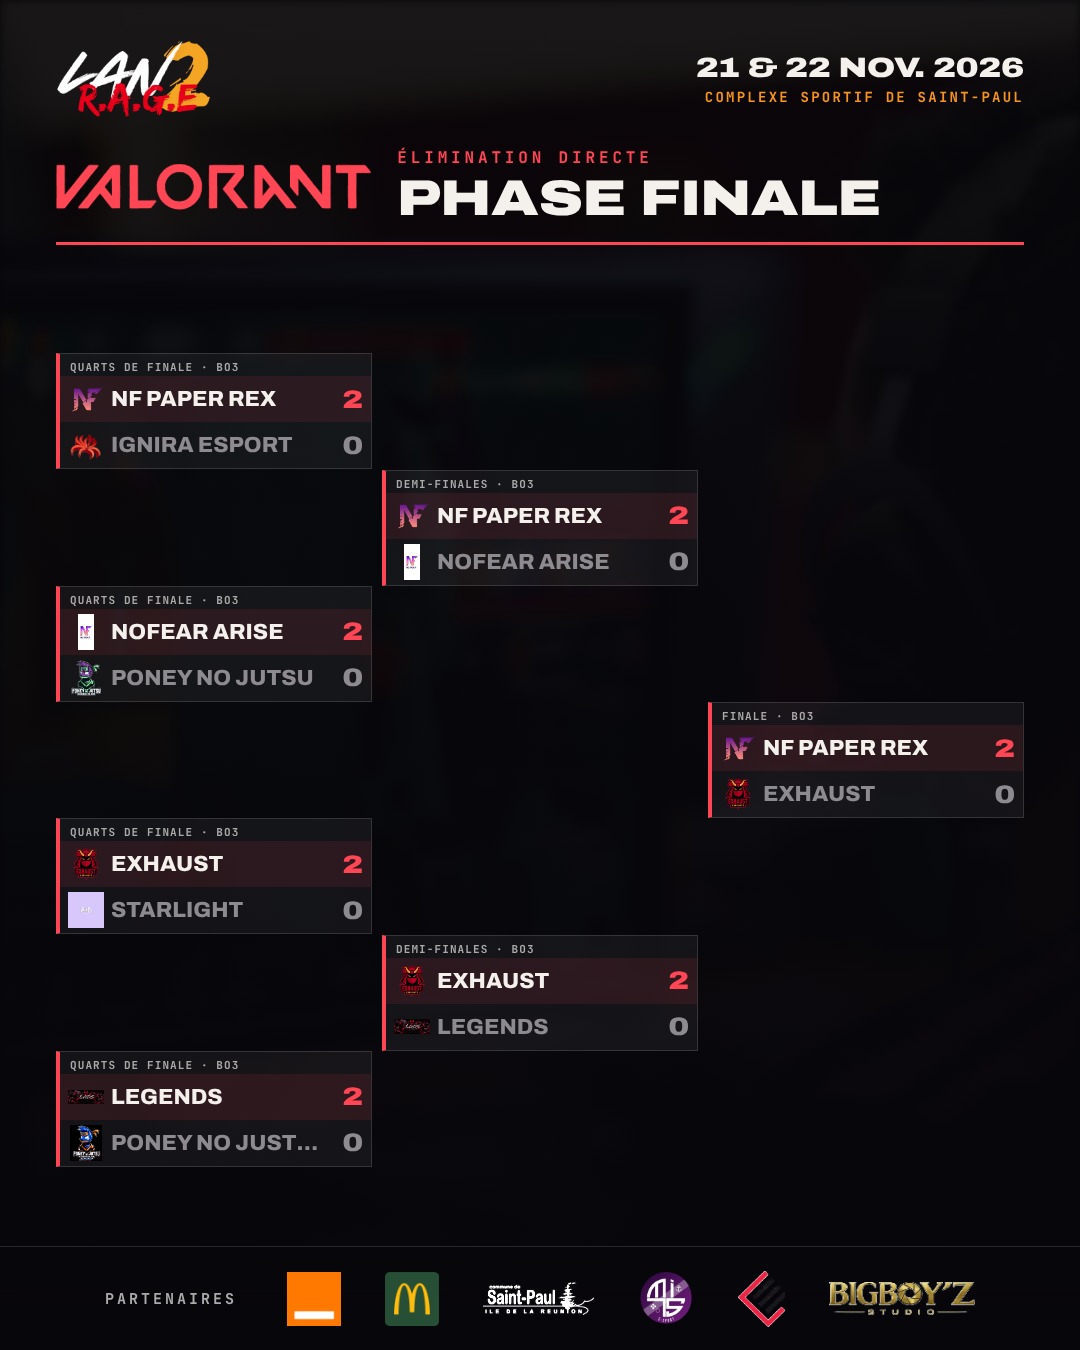 LAN2
R.A.G.E
21 & 22 NOV. 2026
COMPLEXE SPORTIF DE SAINT-PAUL
VALORANT
ÉLIMINATION DIRECTE
PHASE FINALE
QUARTS DE FINALE · BO3
NF PAPER REX 2
IGNIRA ESPORT 0
DEMI-FINALES · BO3
NF PAPER REX 2
NOFEAR ARISE 0
QUARTS DE FINALE · BO3
NOFEAR ARISE 2
PONEY NO JUTSU 0
FINALE · BO3
NF PAPER REX 2
EXHAUST 0
QUARTS DE FINALE · BO3
EXHAUST 2
STARLIGHT 0
DEMI-FINALES · BO3
EXHAUST 2
LEGENDS 0
QUARTS DE FINALE · BO3
LEGENDS 2
PONEY NO JUST... 0
PARTENAIRES
commune de
Saint-Paul
ILE DE LA REUNION
BIGBOY'Z
STUDIO